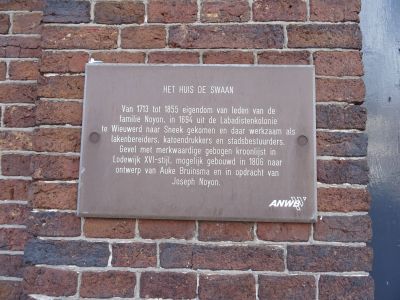 HET HUIS DE SWAAN
Van 1713 tot 1855 eigendom van leden van de
familie Noyon, in 1694 uit de Labadistenkolonie
te Wieuwerd naar Sneek gekomen en daar werkzaam als
lakenbereiders, katoendrukkers en stadsbestuurders.
Gevel met merkwaardige gebogen kroonlijst in
Lodewijk XVI-stijl, mogelijk gebouwd in 1806 naar
ontwerp van Auke Bruinsma en in opdracht van
Joseph Noyon.
ANWB